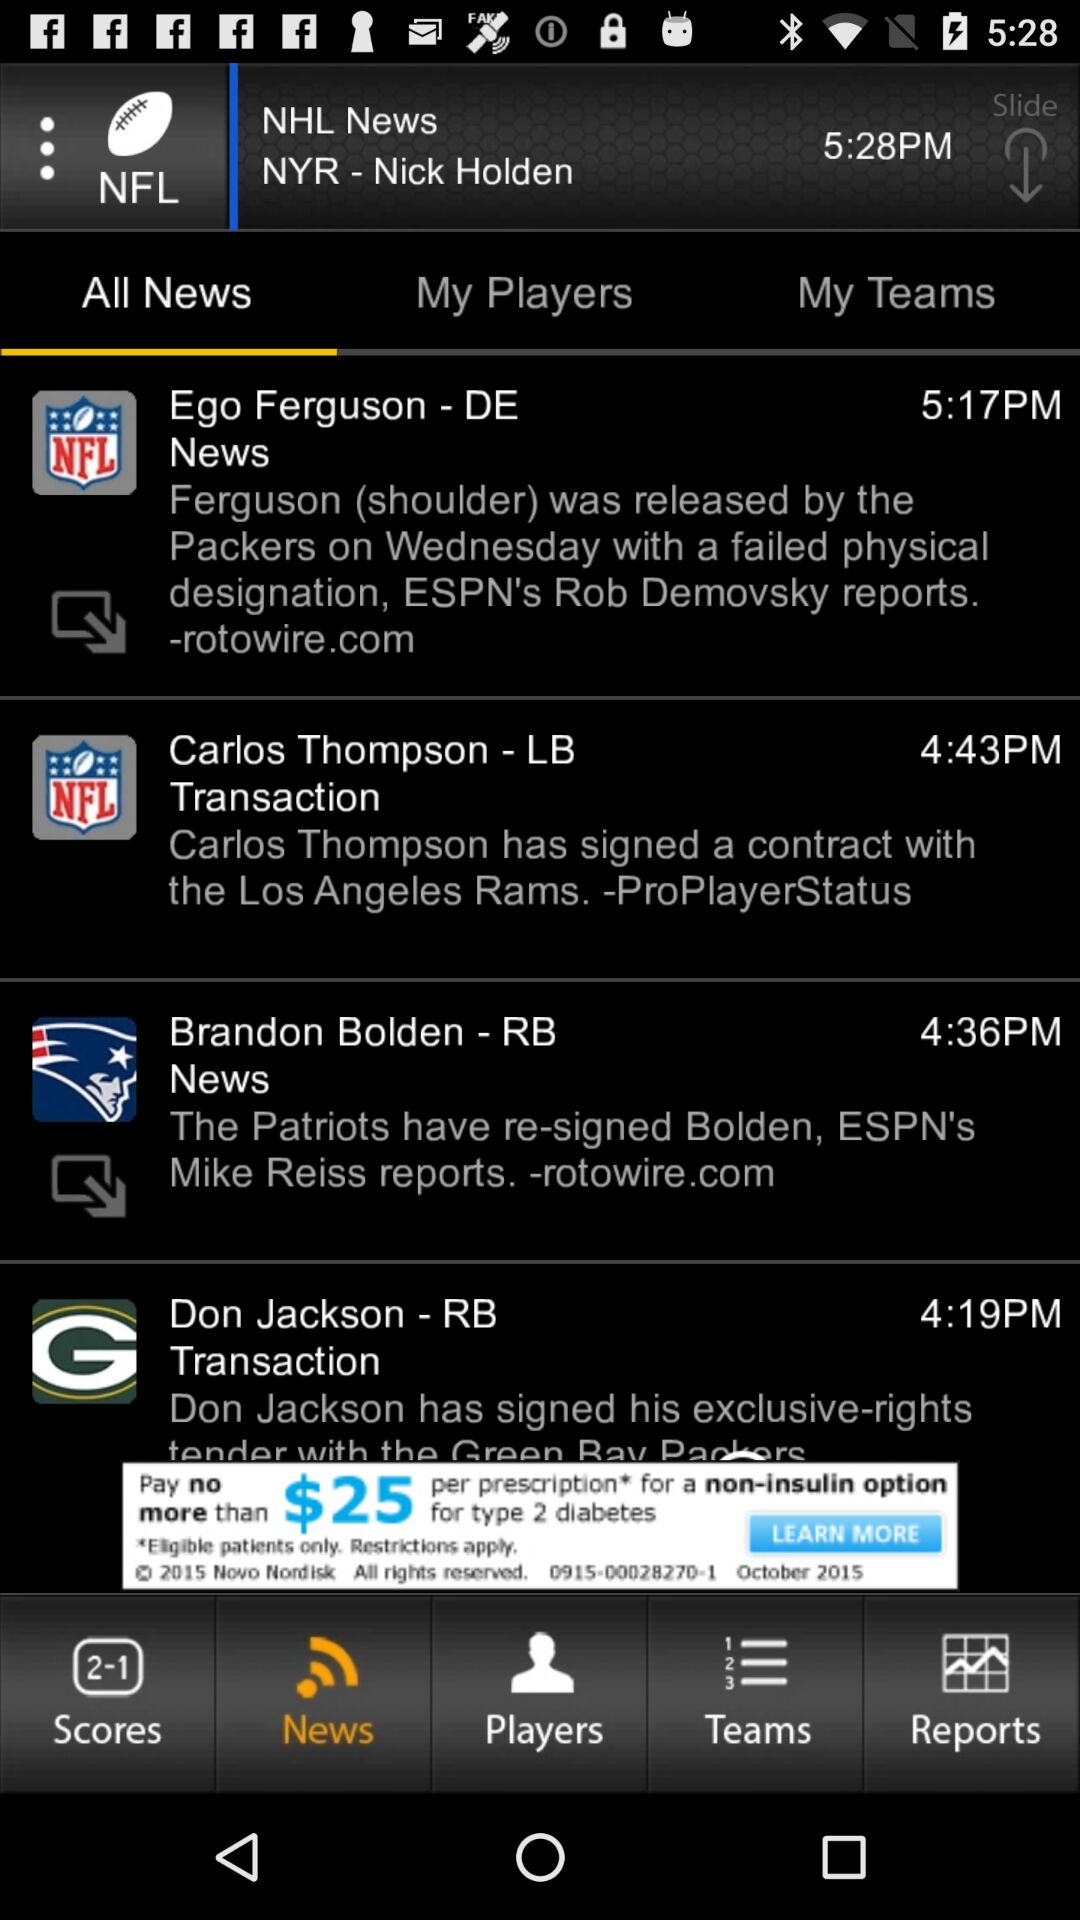 FAKE
5:28
NFL
NHL News
NYR - Nick Holden
5:28PM
Slide
All News
My Players
My Teams
NFL
Ego Ferguson - DE
5:17PM
News
Ferguson (shoulder) was released by the
Packers on Wednesday with a failed physical
designation, ESPN's Rob Demovsky reports.
-rotowire.com
NFL
Carlos Thompson - LB
4:43PM
Transaction
Carlos Thompson has signed a contract with
the Los Angeles Rams. -ProPlayerStatus
Brandon Bolden - RB
4:36PM
News
The Patriots have re-signed Bolden, ESPN's
Mike Reiss reports. -rotowire.com
G
Don Jackson - RB
4:19PM
Transaction
Don Jackson has signed his exclusive-rights
tender with the Green Bay Packers
Pay no more than
$25
per prescription* for a non-insulin option
for type 2 diabetes
*Eligible patients only. Restrictions apply.
LEARN MORE
© 2015 Novo Nordisk All rights reserved. 0915-00028270-1 October 2015
2-1
Scores
News
Players
1
2
3
Teams
Reports